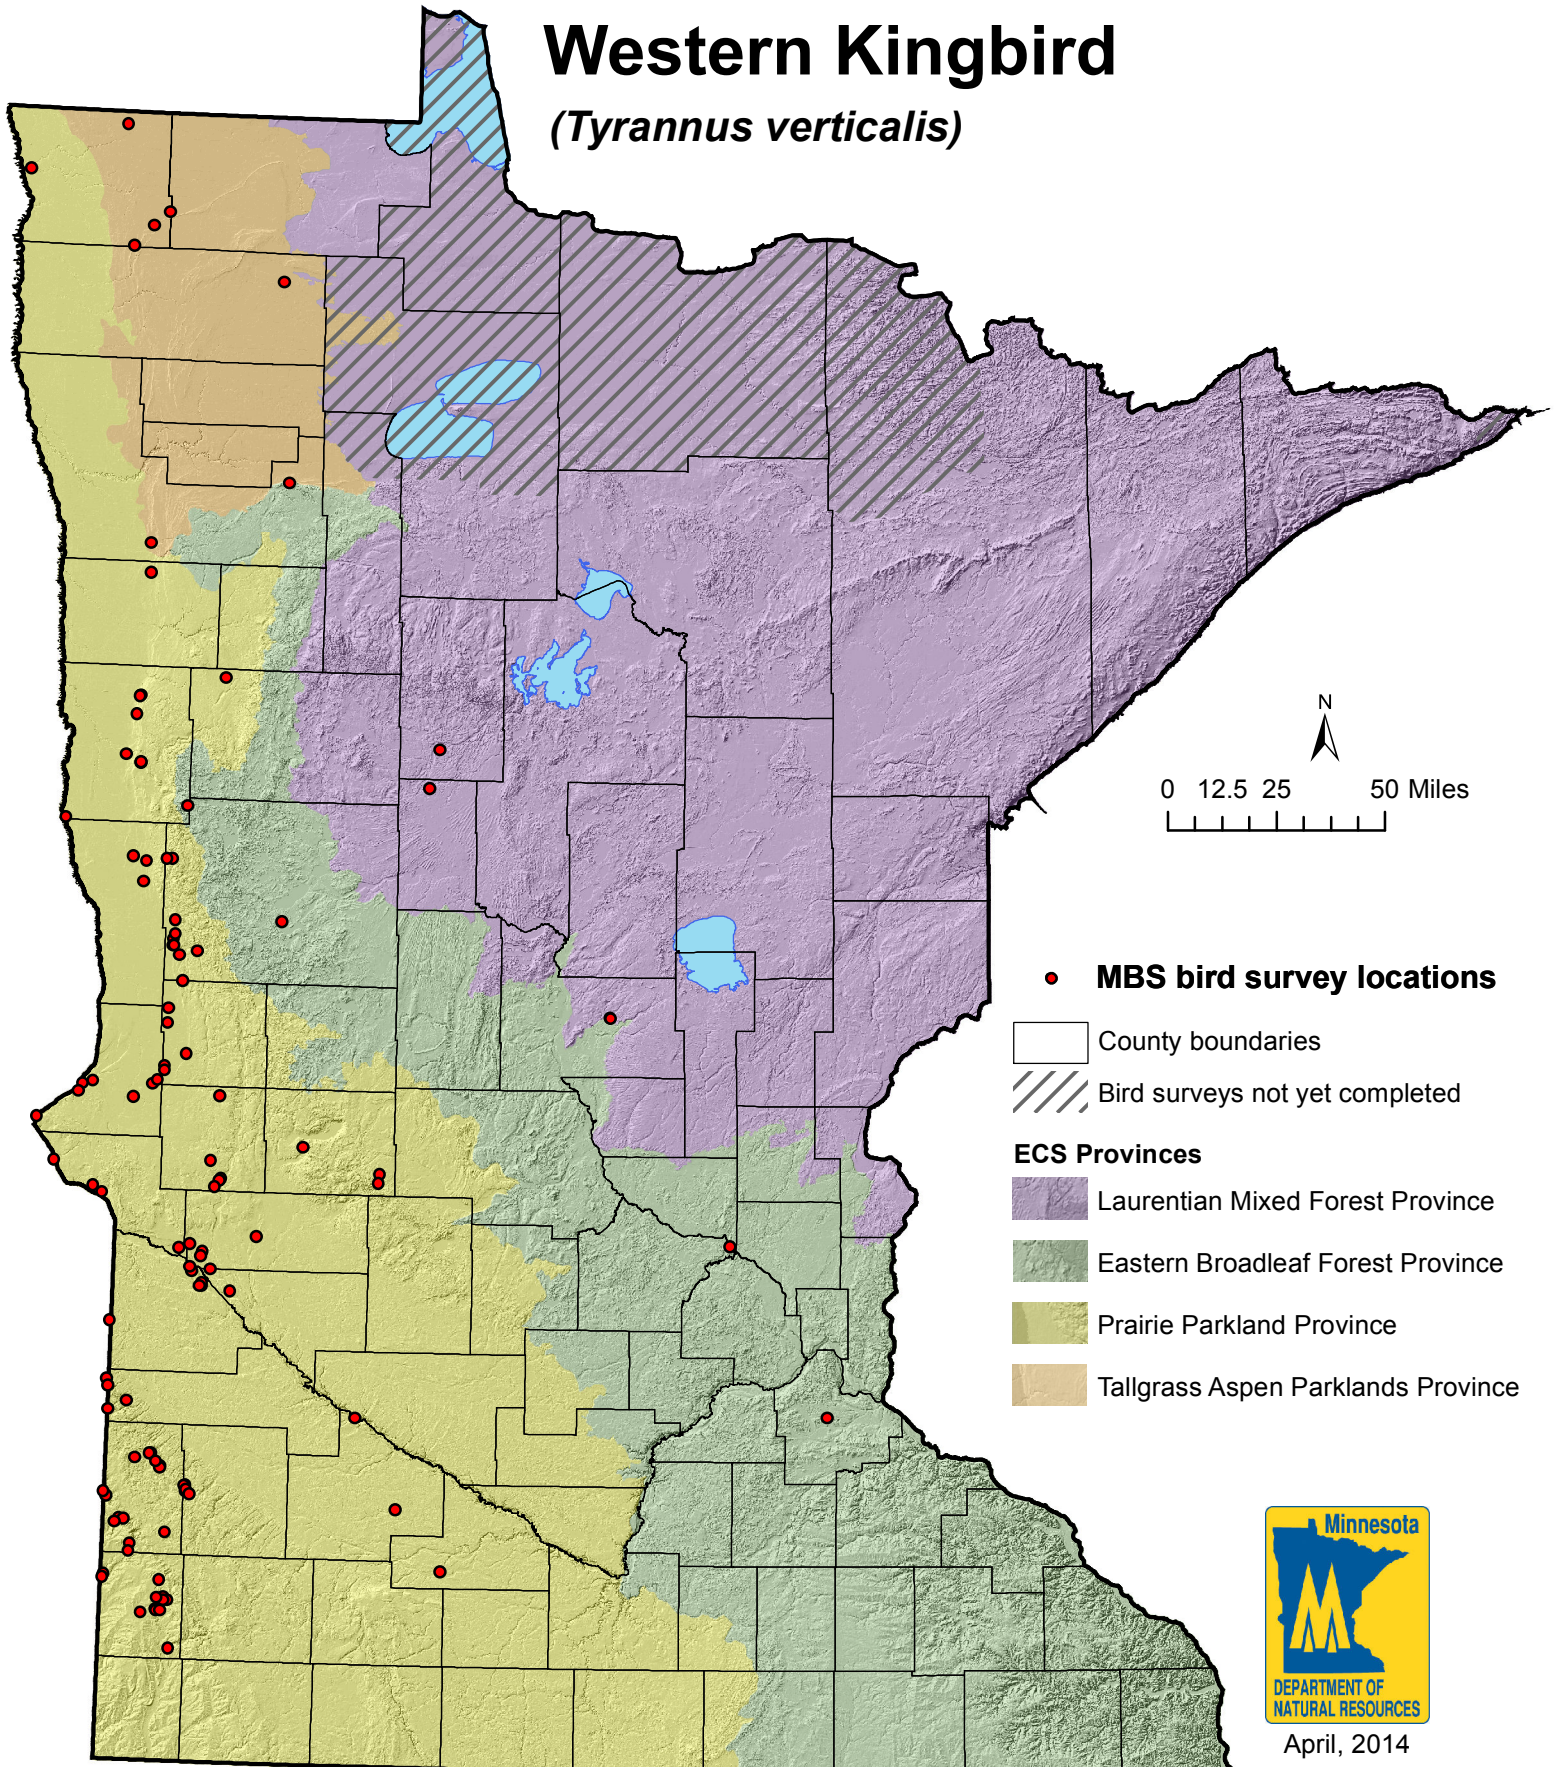 Western Kingbird
(Tyrannus verticalis)
N
0 12.5 25 50 Miles
MBS bird survey locations
County boundaries
Bird surveys not yet completed
ECS Provinces
Laurentian Mixed Forest Province
Eastern Broadleaf Forest Province
Prairie Parkland Province
Tallgrass Aspen Parklands Province
Minnesota
DEPARTMENT OF
NATURAL RESOURCES
April, 2014